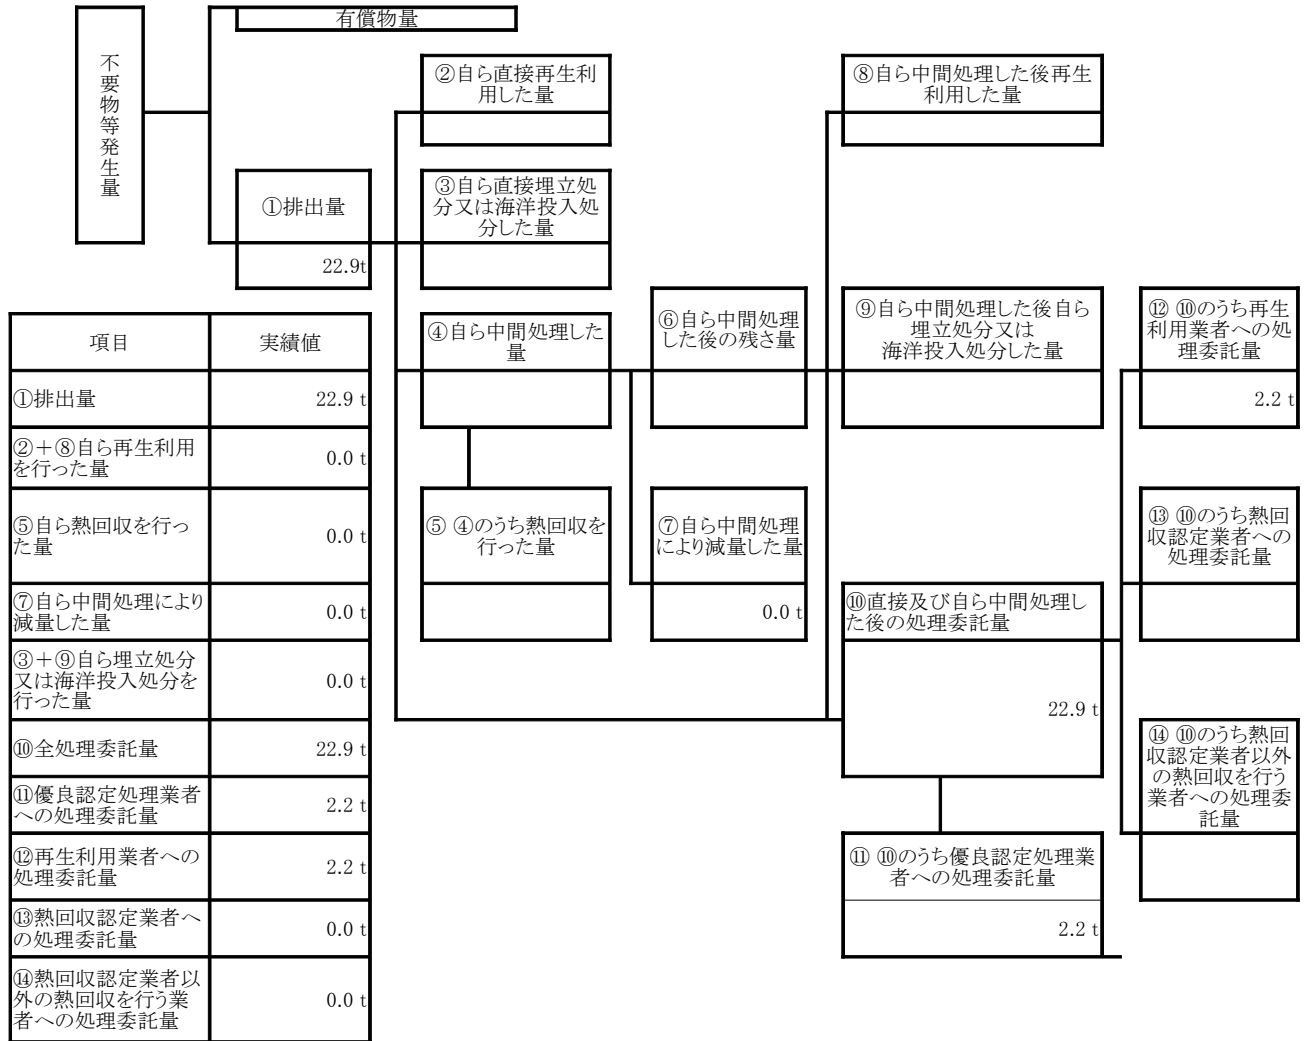 有償物量
不要物等発生量
②自ら直接再生利
用した量
⑧自ら中間処理した後再生
利用した量
①排出量
22.9t
③自ら直接埋立処
分又は海洋投入処
分した量
④自ら中間処理した
量
⑥自ら中間処理
した後の残さ量
⑨自ら中間処理した後自ら
埋立処分又は
海洋投入処分した量
⑫ ⑩のうち再生
利用業者への処
理委託量
2.2 t
⑤ ④のうち熱回収を
行った量
⑦自ら中間処理
により減量した量
0.0 t
⑩直接及び自ら中間処理し
た後の処理委託量
22.9 t
⑬ ⑩のうち熱回
収認定業者への
処理委託量
⑭ ⑩のうち熱回
収認定業者以外
の熱回収を行う
業者への処理委
託量
⑪ ⑩のうち優良認定処理業
者への処理委託量
2.2 t
項目 実績値
①排出量 22.9 t
②＋⑧自ら再生利用
を行った量 0.0 t
⑤自ら熱回収を行っ
た量 0.0 t
⑦自ら中間処理により
減量した量 0.0 t
③＋⑨自ら埋立処分
又は海洋投入処分を
行った量 0.0 t
⑩全処理委託量 22.9 t
⑪優良認定処理業者
への処理委託量 2.2 t
⑫再生利用業者への
処理委託量 2.2 t
⑬熱回収認定業者へ
の処理委託量 0.0 t
⑭熱回収認定業者以
外の熱回収を行う業
者への処理委託量 0.0 t